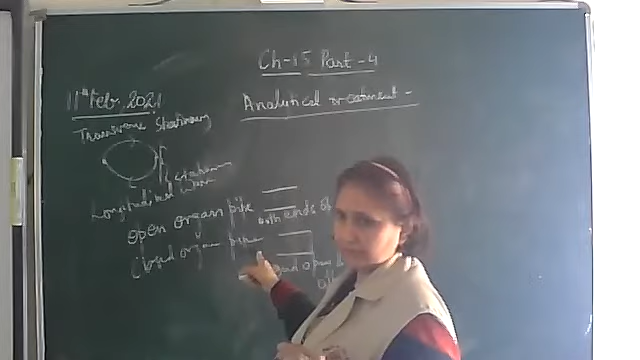 Ch-15 Part-4
11th Feb, 2021
Analytical treatment -
Transverse Stationary
Longitudinal Wave
Open organ pipe
both ends of
Closed organ pipe